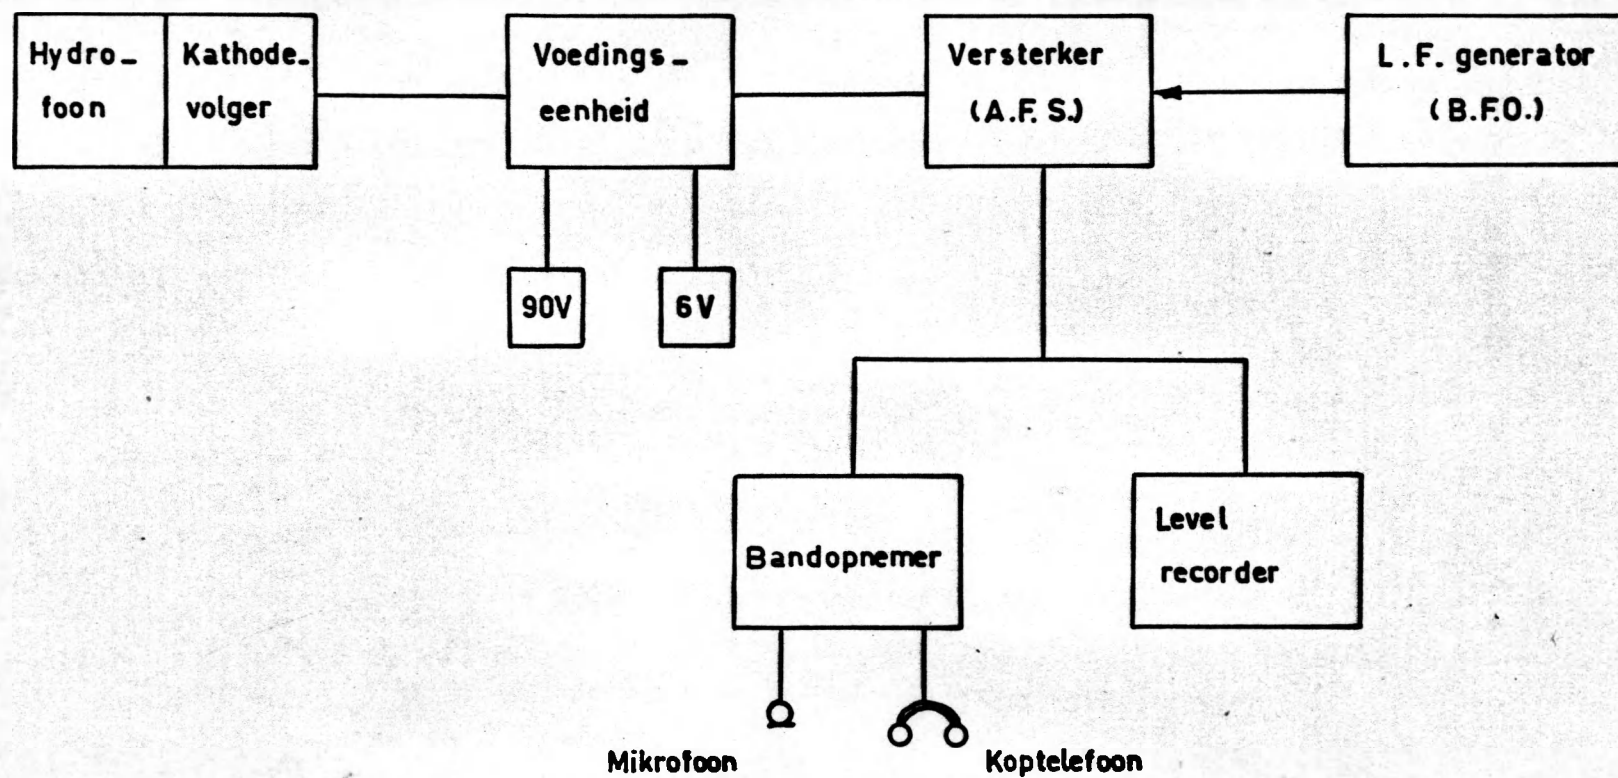 Hydro_
foon
Kathode_
volger
Voedings_
eenheid
Versterker
(A.F.S.)
L.F. generator
(B.F.O.)
90V
6V
Bandopnemer
Level
recorder
Mikrofoon
Koptelefoon